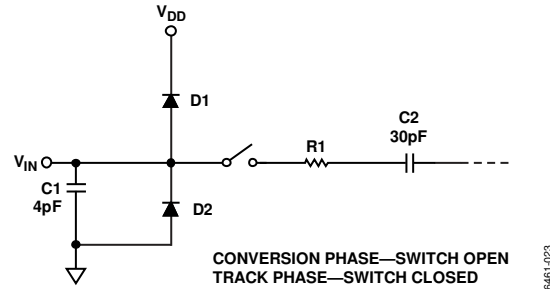 VDD
D1
C2
30pF
R1
VIN
C1
4pF
D2
CONVERSION PHASE—SWITCH OPEN
TRACK PHASE—SWITCH CLOSED
6461-023